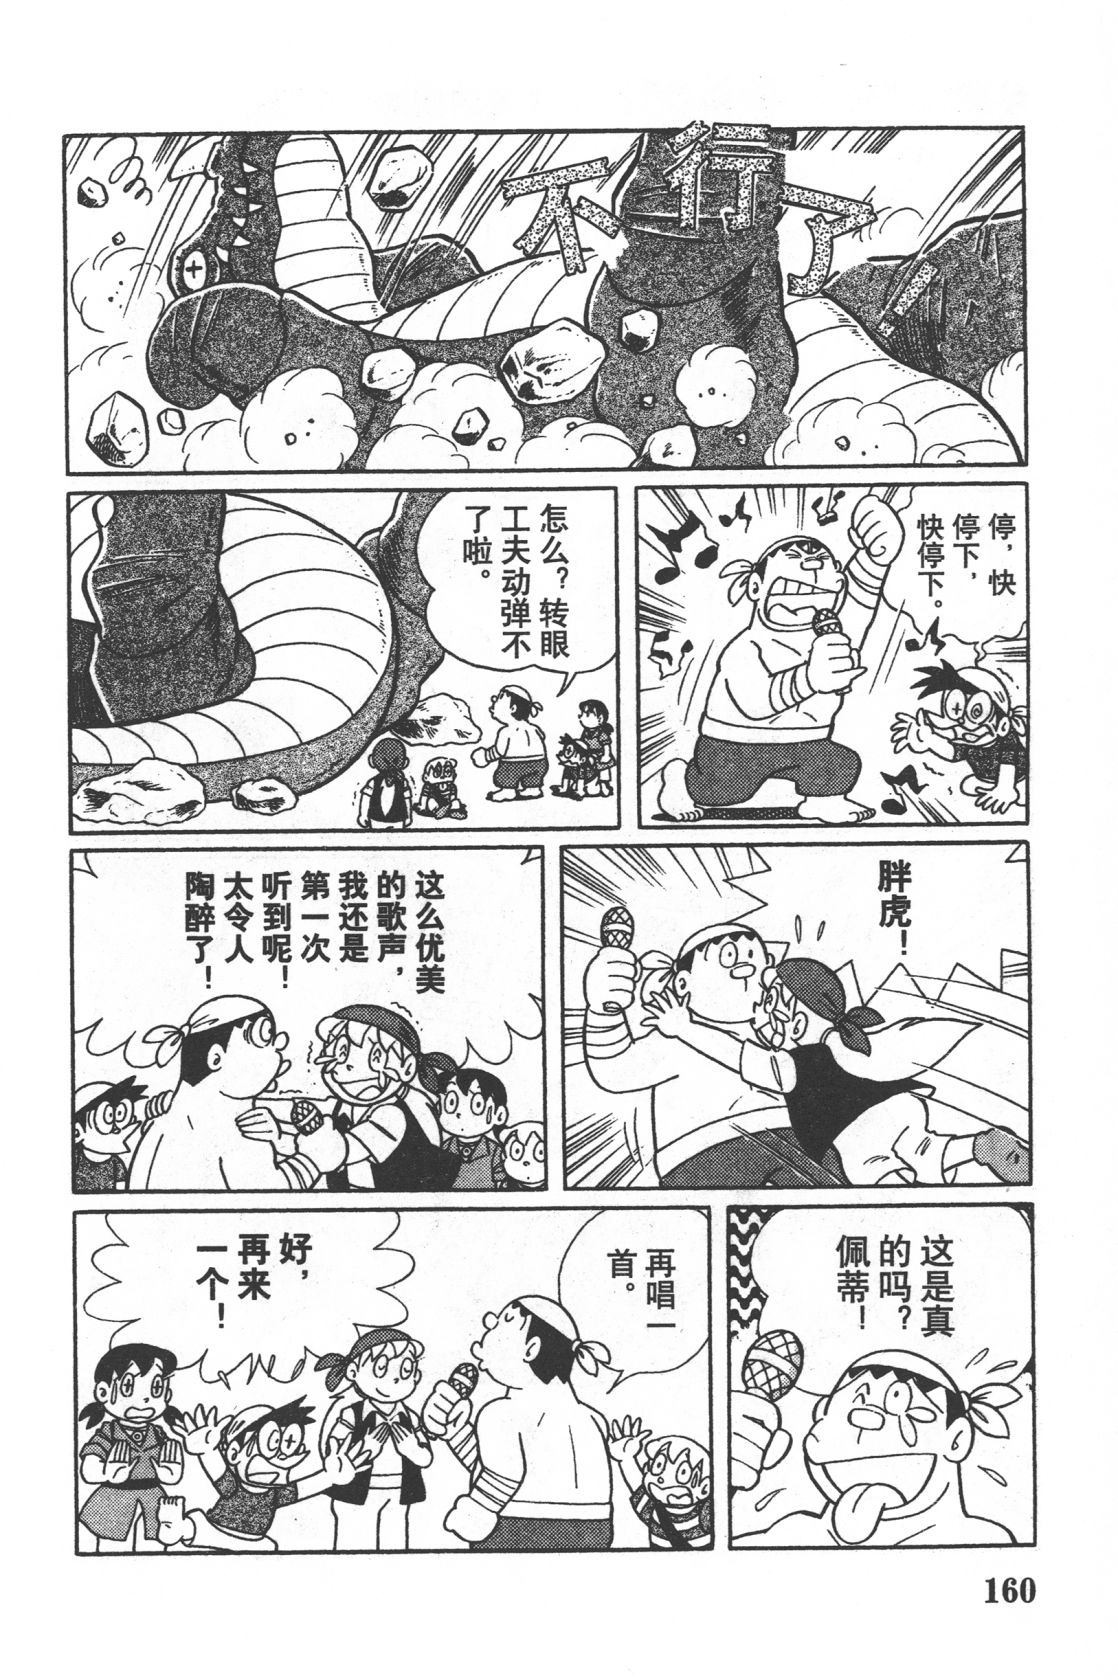 不行了！
停，快
停下，
快停下。
怎么？转眼
工夫动弹不
了啦。
胖虎！
这么优美
的歌声，
我还是
第一次
听到呢！
太令人
陶醉了！
这是真
的吗？
佩蒂！
再唱一
首。
好，
再来
一个！
160